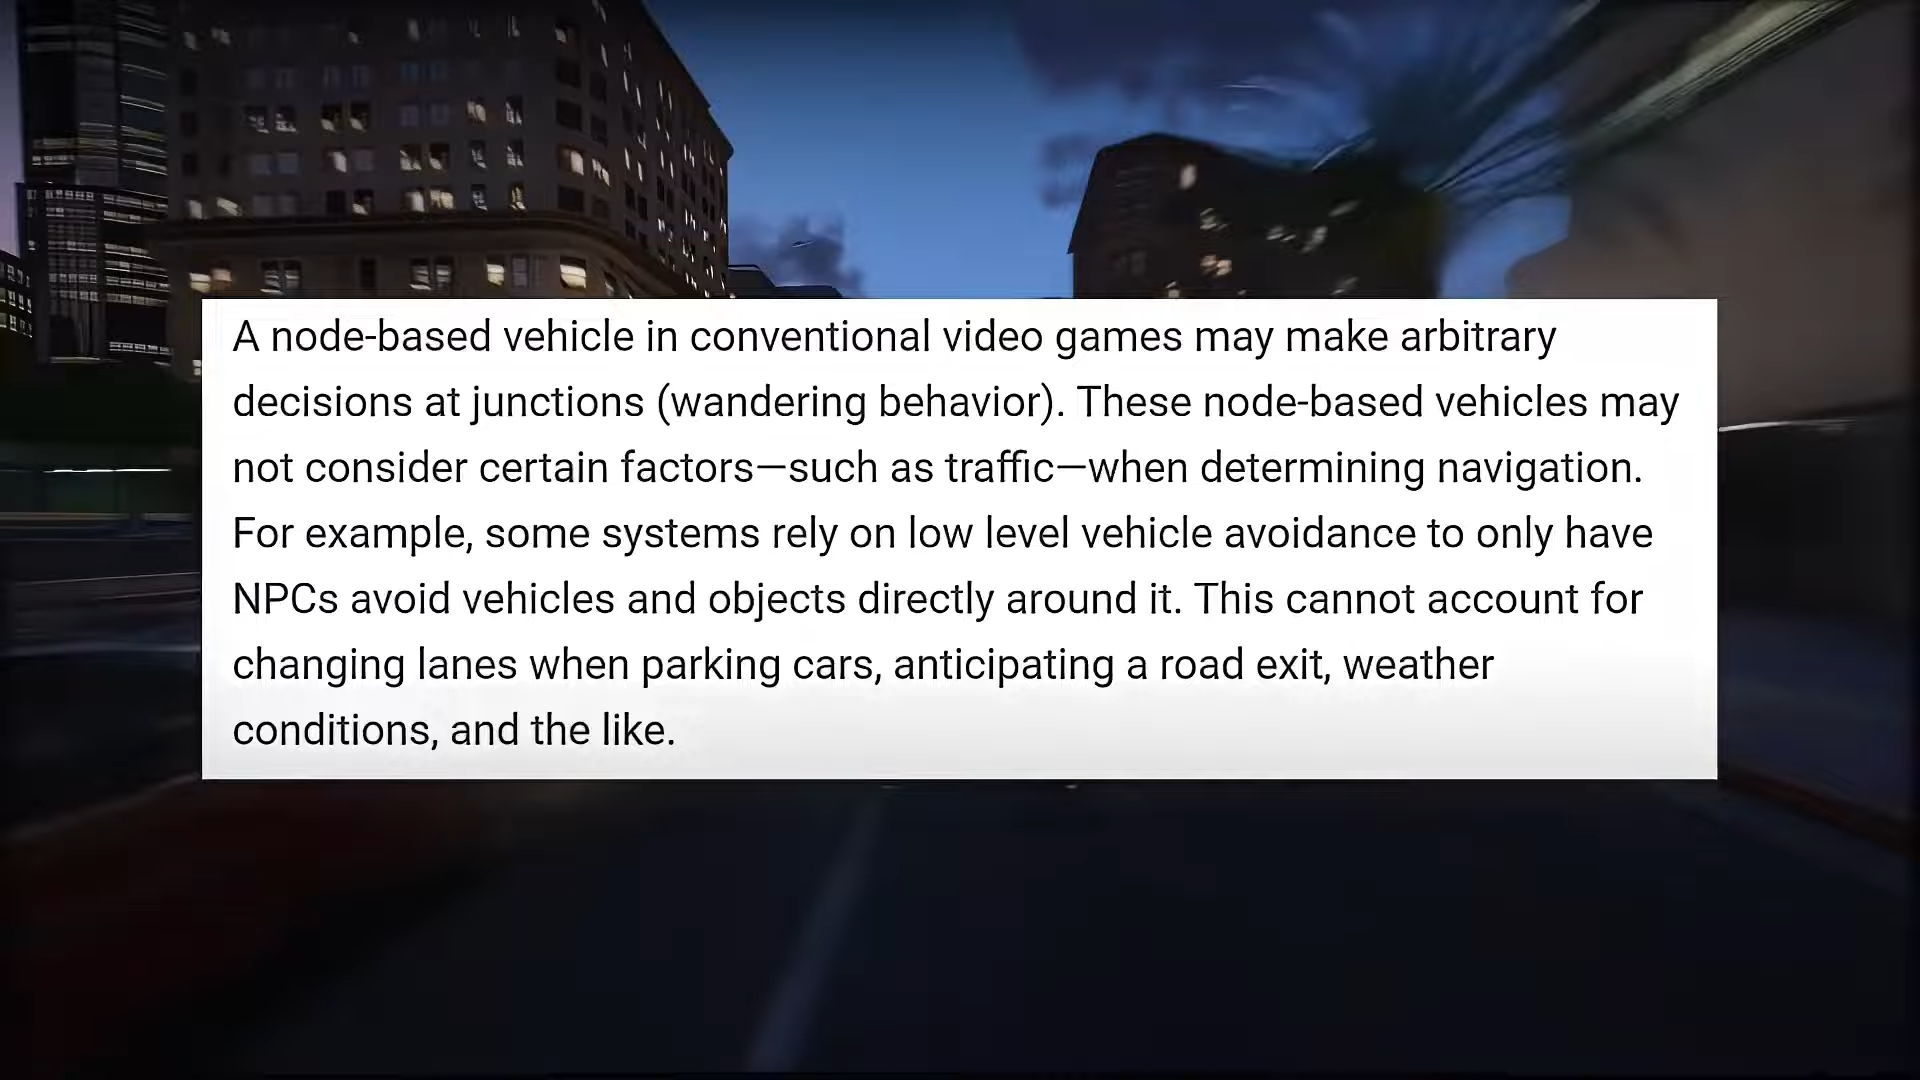 A node-based vehicle in conventional video games may make arbitrary
decisions at junctions (wandering behavior). These node-based vehicles may
not consider certain factors—such as traffic—when determining navigation.
For example, some systems rely on low level vehicle avoidance to only have
NPCs avoid vehicles and objects directly around it. This cannot account for
changing lanes when parking cars, anticipating a road exit, weather
conditions, and the like.